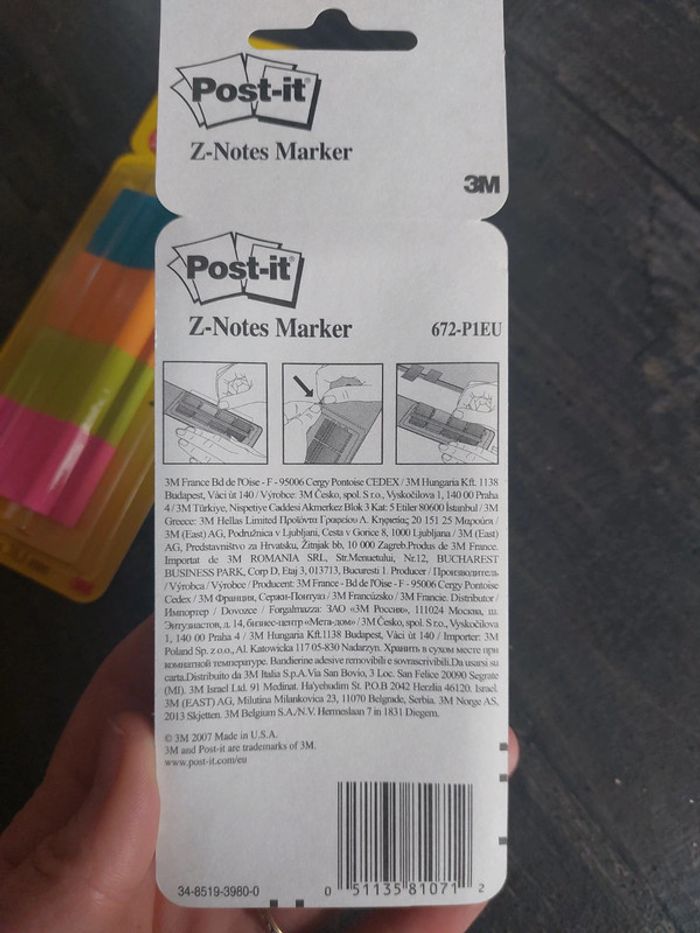 Post-it
Z-Notes Marker
3M
Post-it
Z-Notes Marker 672-P1EU
3M France Bd de l'Oise - F - 95006 Cergy Pontoise CEDEX / 3M Hungaria Kft. 1138
Budapest, Váci út 140 / Výrobce: 3M Česko, spol. S r.o., Vyskočilova 1, 140 00 Praha
4 / 3M Türkiye, Nispetiye Caddesi Akmerkez Blok 3 Kat: 5 Etiler 80600 İstanbul / 3M
Greece: 3M Hellas Limited Προϊόντα Γραφείου Λ. Κηφισίας 20 151 25 Μαρούσι /
3M (East) AG, Podružnica v Ljubljani, Cesta v Gorice 8, 1000 Ljubljana / 3M (East)
AG, Predstavništvo za Hrvatsku, Žitnjak bb, 10 000 Zagreb.Produs de 3M France.
Importat de 3M ROMANIA SRL, Str.Menuetului, Nr.12, BUCHAREST
BUSINESS PARK, Corp D, Etaj 3, 013713, Bucuresti 1. Producer / Производитель
/ Výrobca / Výrobce / Producent: 3M France - Bd de l'Oise - F - 95006 Cergy Pontoise
Cedex / 3M Франция, Сержи-Понтуаз / 3M Francúzsko / 3M Francie. Distributor /
Импортер / Dovozce / Forgalmazza: ЗАО «3М Россия», 111024 Москва, ш.
Энтузиастов, д. 14, бизнес-центр «Мега-дом» / 3M Česko, spol. S r.o., Vyskočilova
1, 140 00 Praha 4 / 3M Hungaria Kft.1138 Budapest, Váci út 140 / Importer: 3M
Poland Sp. z o.o., Al. Katowicka 117 05-830 Nadarzyn. Хранить в сухом месте при
комнатной температуре. Bandierine adesive removibili e sovrascrivibili.Da usarsi su
carta.Distribuito da 3M Italia S.p.A.Via San Bovio, 3 Loc. San Felice 20090 Segrate
(MI). 3M Israel Ltd. 91 Medinat. Ha'yehudim St. P.O.B 2042 Herzlia 46120. Israel.
3M (EAST) AG, Milutina Milankovica 23, 11070 Belgrade, Serbia. 3M Norge AS,
2013 Skjetten. 3M Belgium S.A./N.V. Hermeslaan 7 in 1831 Diegem.
© 3M 2007 Made in U.S.A.
3M and Post-it are trademarks of 3M.
www.post-it.com/eu
34-8519-3980-0
0 51135 81071 2